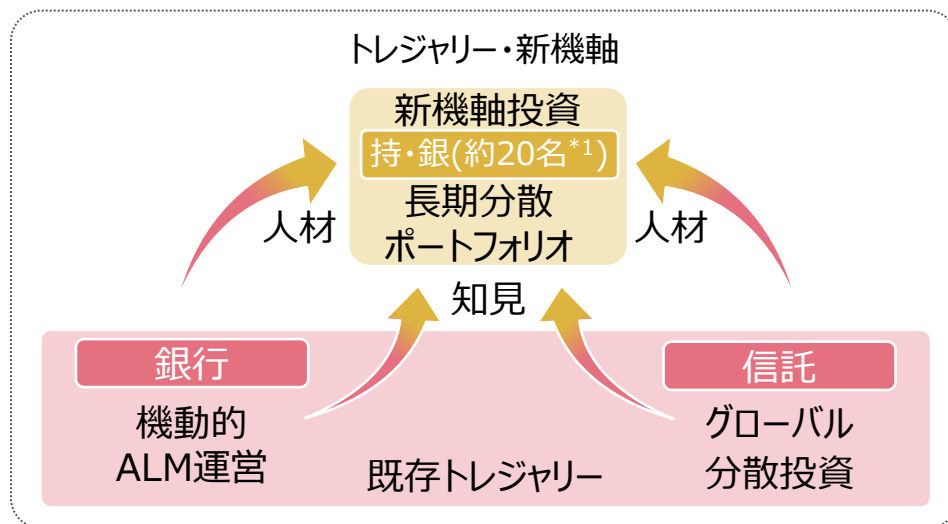 トレジャリー・新機軸
新機軸投資
持・銀(約20名*1)
長期分散
ポートフォリオ
人材
人材
知見
銀行
機動的
ALM運営
既存トレジャリー
信託
グローバル
分散投資